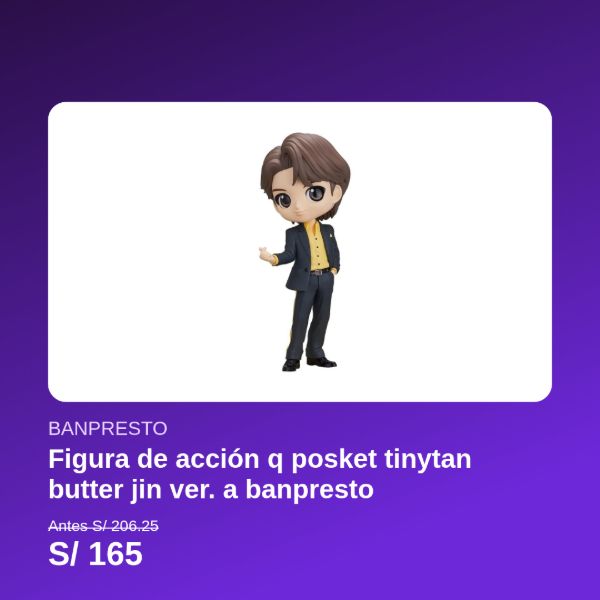 BANPRESTO
Figura de acción q posket tinytan
butter jin ver. a banpresto
Antes S/ 206.25
S/ 165